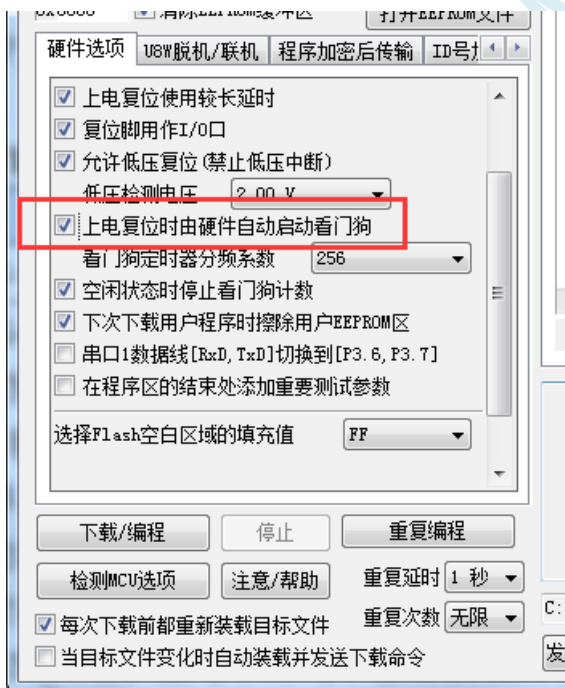 清除EEPROM缓冲区 打开EEPROM文件
硬件选项 U8W脱机/联机 程序加密后传输 ID号
上电复位使用较长延时
复位脚用作I/O口
允许低压复位(禁止低压中断)
低压检测电压 2.00 V
上电复位时由硬件自动启动看门狗
看门狗定时器分频系数 256
空闲状态时停止看门狗计数
下次下载用户程序时擦除用户EEPROM区
串口1数据线[RxD,TxD]切换到[P3.6,P3.7]
在程序区的结束处添加重要测试参数
选择Flash空白区域的填充值 FF
下载/编程 停止 重复编程
检测MCU选项 注意/帮助 重复延时 1 秒
每次下载前都重新装载目标文件 重复次数 无限 C:
当目标文件变化时自动装载并发送下载命令 发